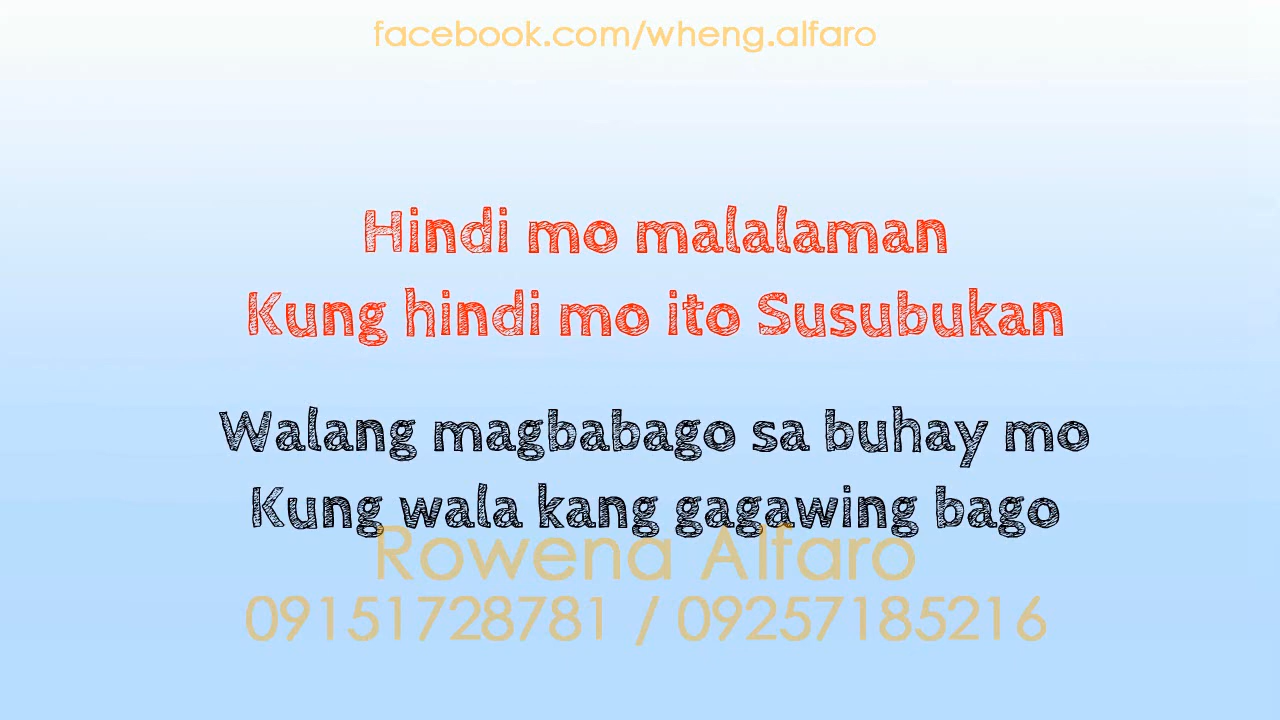 facebook.com/wheng.alfaro
Hindi mo malalaman
Kung hindi mo ito Susubukan
Walang magbabago sa buhay mo
Kung wala kang gagawing bago
Rowena Alfaro
09151728781 / 09257185216